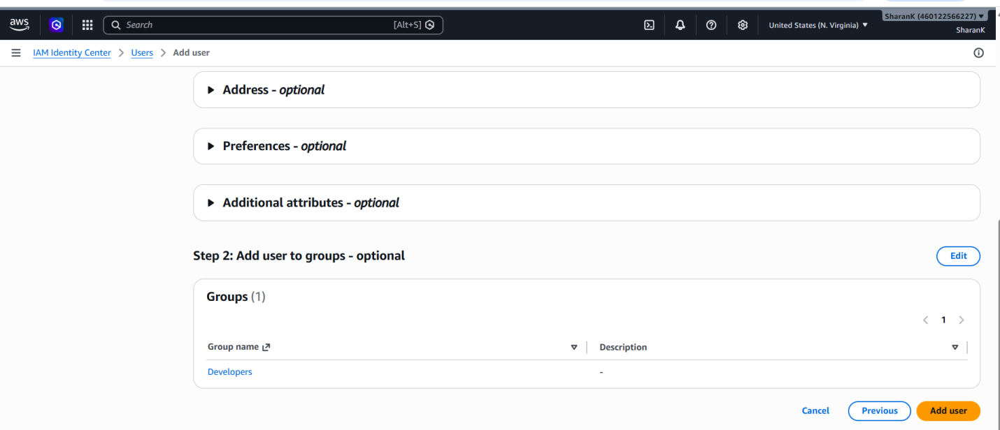 aws
Search [Alt+S]
United States (N. Virginia) ▼
SharanK (460122566227) ▼
SharanK
IAM Identity Center > Users > Add user
Address - optional
Preferences - optional
Additional attributes - optional
Step 2: Add user to groups - optional
Edit
Groups (1)
< 1 >
Group name Description
Developers -
Cancel Previous Add user